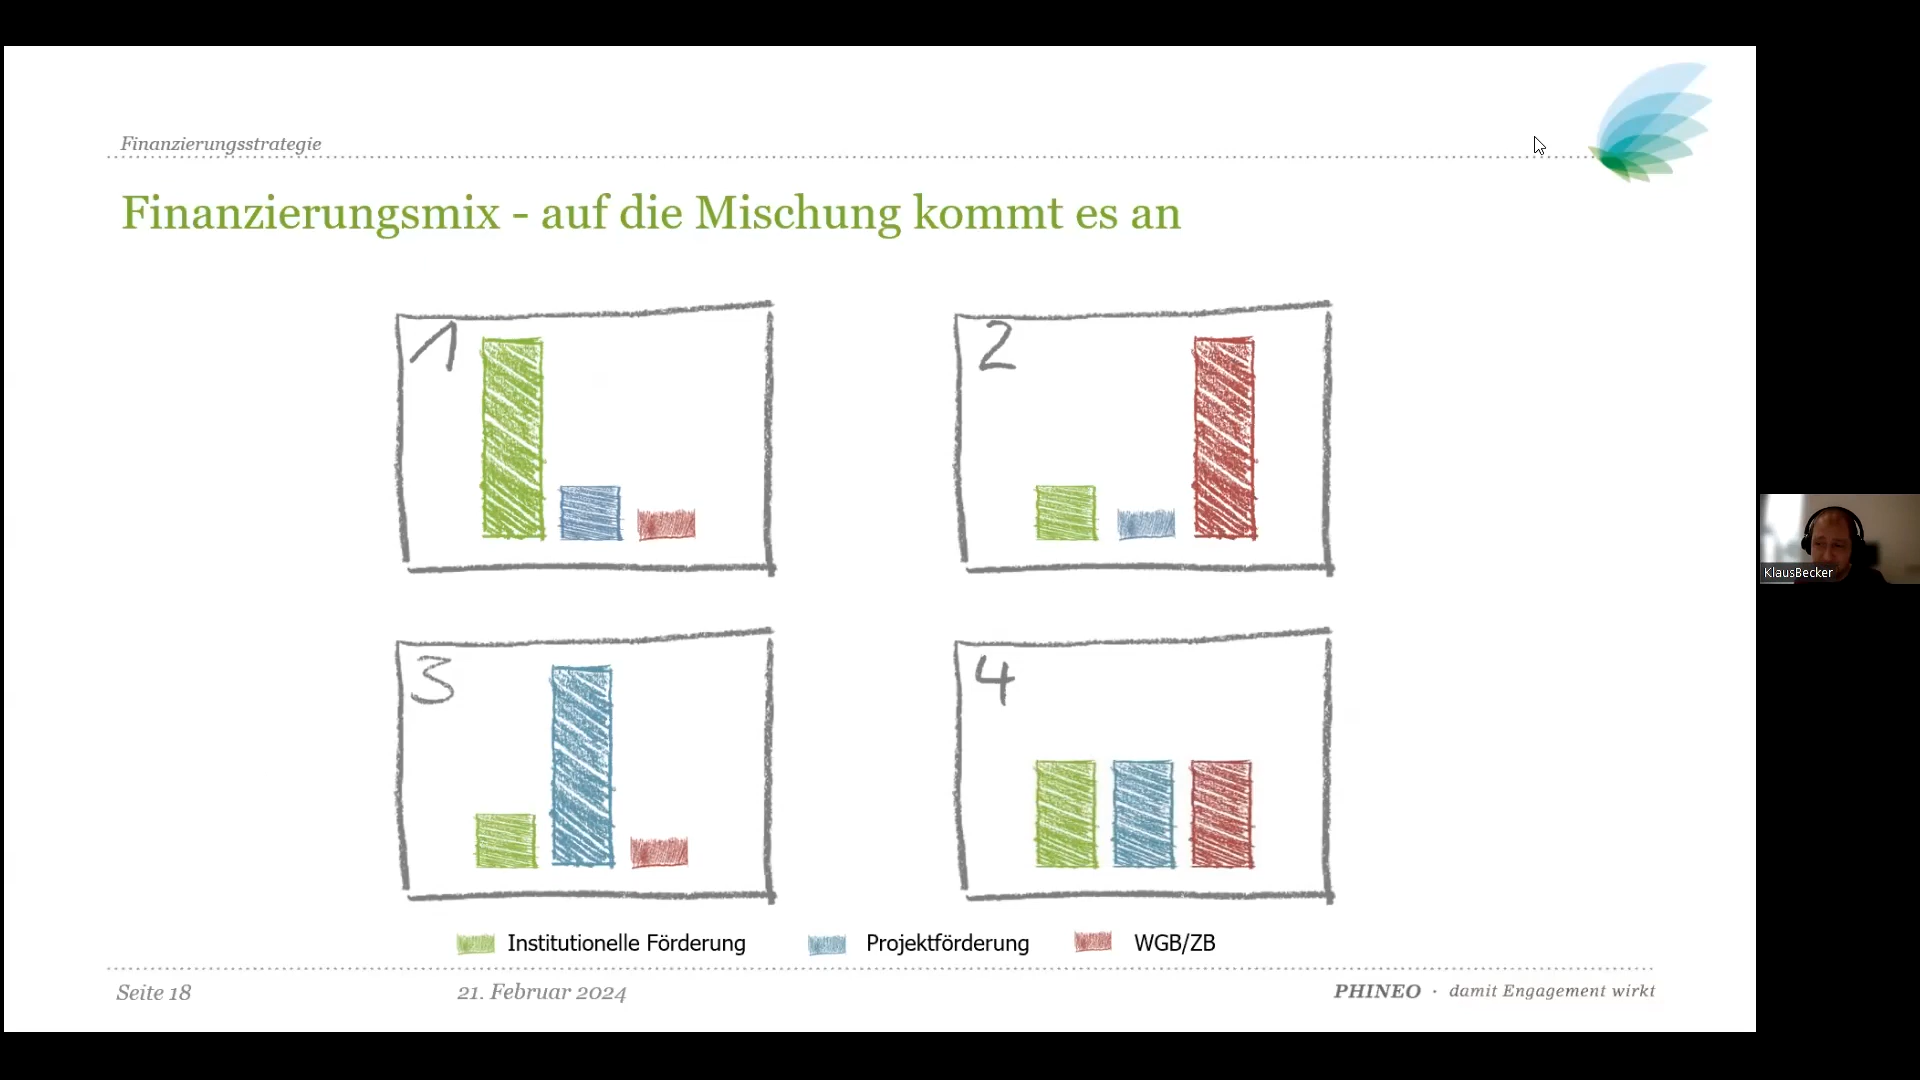 Finanzierungsstrategie
Finanzierungsmix - auf die Mischung kommt es an
1
2
3
4
Institutionelle Förderung
Projektförderung
WGB/ZB
Seite 18
21. Februar 2024
PHINEO · damit Engagement wirkt
KlausBecker